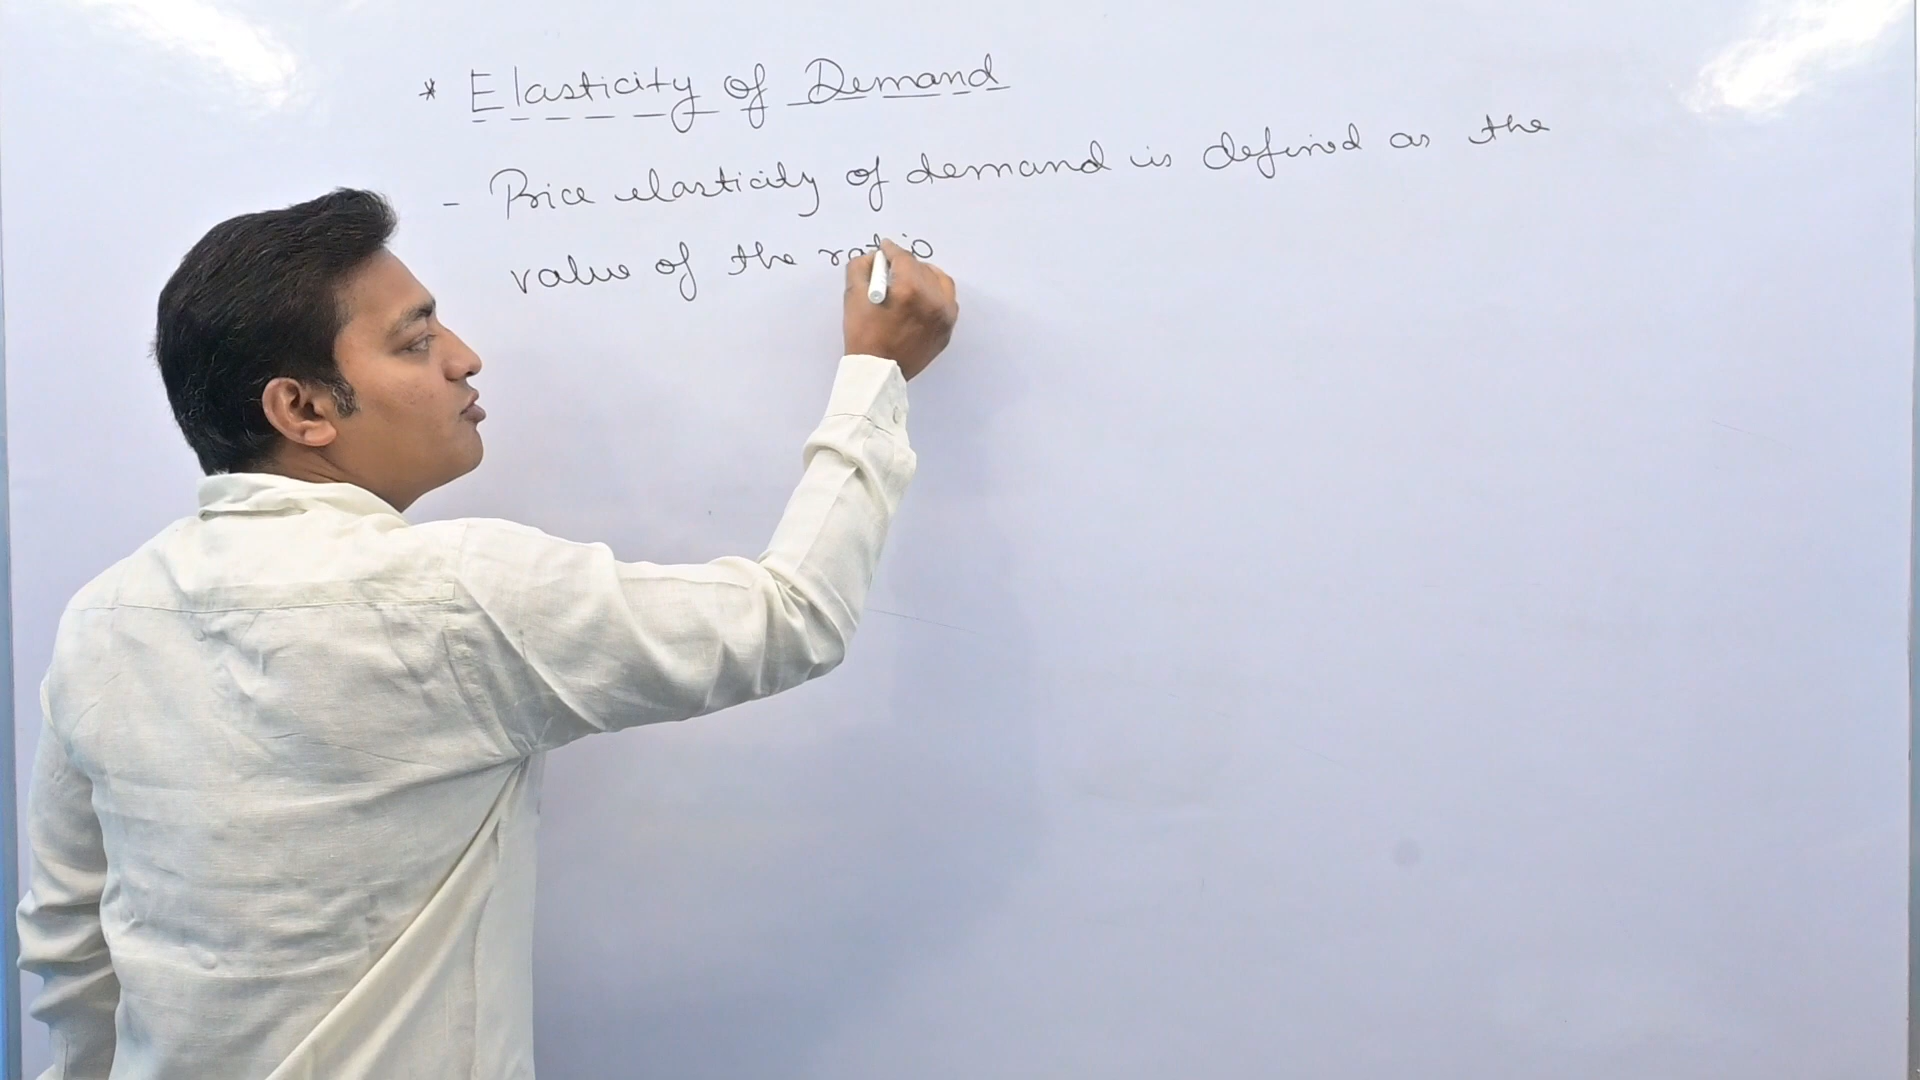 * Elasticity of Demand
- Price elasticity of demand is defined as the
value of the ratio